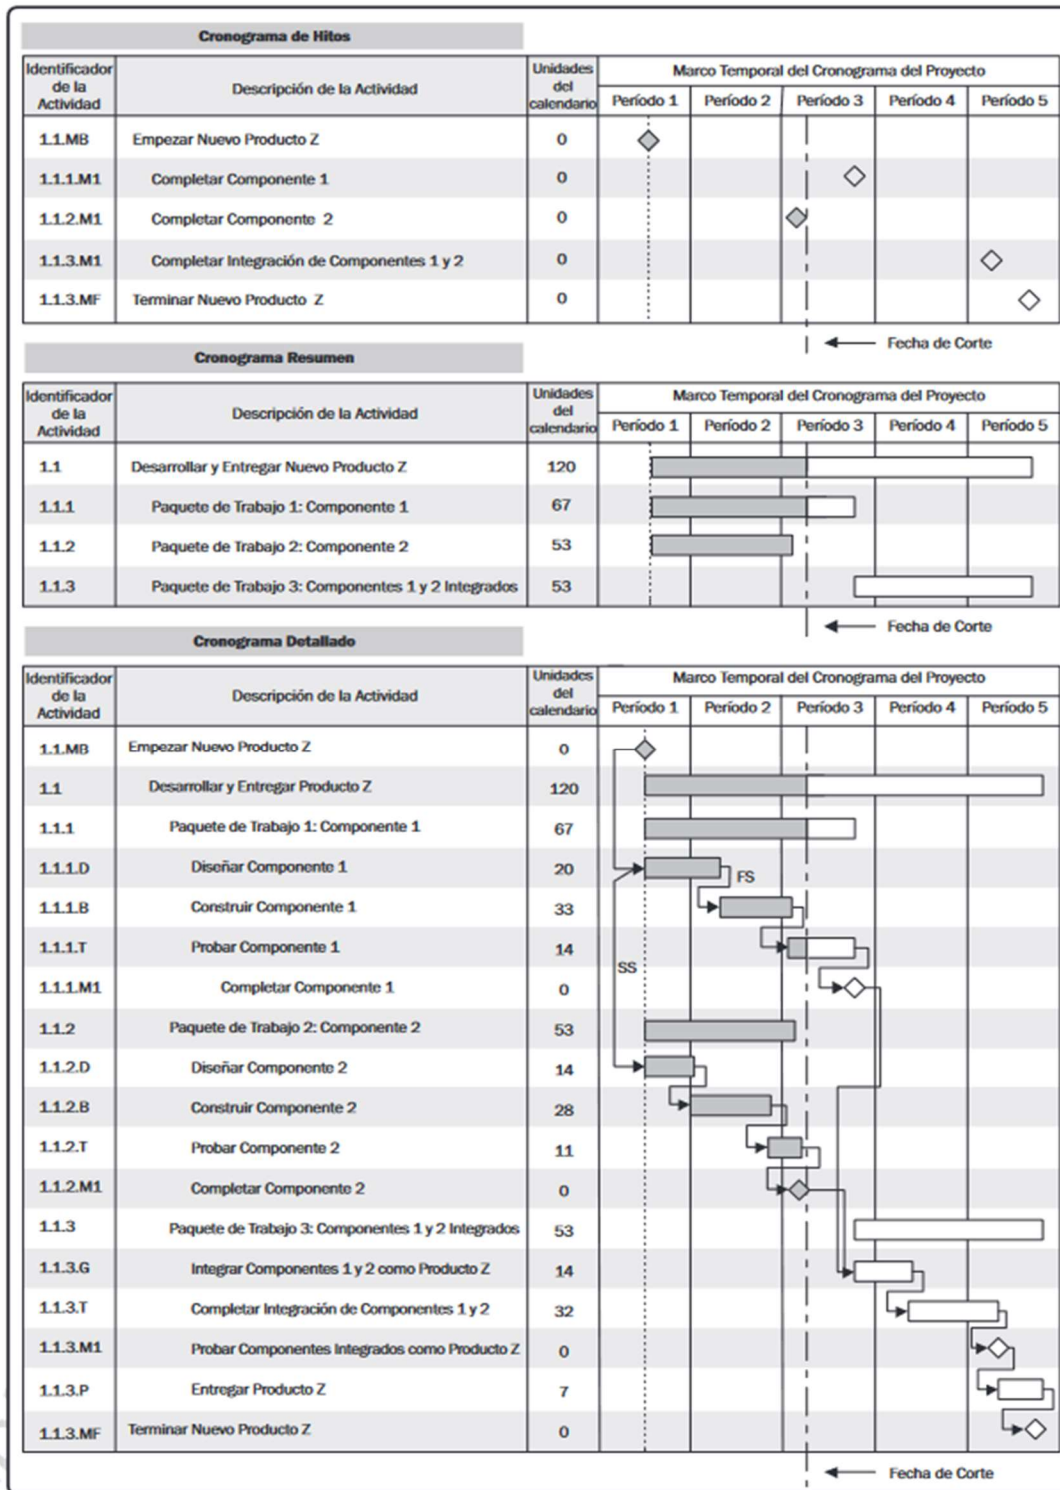 Cronograma de Hitos
Identificador de la Actividad | Descripción de la Actividad | Unidades del calendario | Marco Temporal del Cronograma del Proyecto
Período 1 | Período 2 | Período 3 | Período 4 | Período 5
1.1.MB | Empezar Nuevo Producto Z | 0
1.1.1.M1 | Completar Componente 1 | 0
1.1.2.M1 | Completar Componente 2 | 0
1.1.3.M1 | Completar Integración de Componentes 1 y 2 | 0
1.1.3.MF | Terminar Nuevo Producto Z | 0
Fecha de Corte
Cronograma Resumen
Identificador de la Actividad | Descripción de la Actividad | Unidades del calendario | Marco Temporal del Cronograma del Proyecto
Período 1 | Período 2 | Período 3 | Período 4 | Período 5
1.1 | Desarrollar y Entregar Nuevo Producto Z | 120
1.1.1 | Paquete de Trabajo 1: Componente 1 | 67
1.1.2 | Paquete de Trabajo 2: Componente 2 | 53
1.1.3 | Paquete de Trabajo 3: Componentes 1 y 2 Integrados | 53
Fecha de Corte
Cronograma Detallado
Identificador de la Actividad | Descripción de la Actividad | Unidades del calendario | Marco Temporal del Cronograma del Proyecto
Período 1 | Período 2 | Período 3 | Período 4 | Período 5
1.1.MB | Empezar Nuevo Producto Z | 0
1.1 | Desarrollar y Entregar Producto Z | 120
1.1.1 | Paquete de Trabajo 1: Componente 1 | 67
1.1.1.D | Diseñar Componente 1 | 20 | FS
1.1.1.B | Construir Componente 1 | 33
1.1.1.T | Probar Componente 1 | 14 | SS
1.1.1.M1 | Completar Componente 1 | 0
1.1.2 | Paquete de Trabajo 2: Componente 2 | 53
1.1.2.D | Diseñar Componente 2 | 14
1.1.2.B | Construir Componente 2 | 28
1.1.2.T | Probar Componente 2 | 11
1.1.2.M1 | Completar Componente 2 | 0
1.1.3 | Paquete de Trabajo 3: Componentes 1 y 2 Integrados | 53
1.1.3.G | Integrar Componentes 1 y 2 como Producto Z | 14
1.1.3.T | Completar Integración de Componentes 1 y 2 | 32
1.1.3.M1 | Probar Componentes Integrados como Producto Z | 0
1.1.3.P | Entregar Producto Z | 7
1.1.3.MF | Terminar Nuevo Producto Z | 0
Fecha de Corte